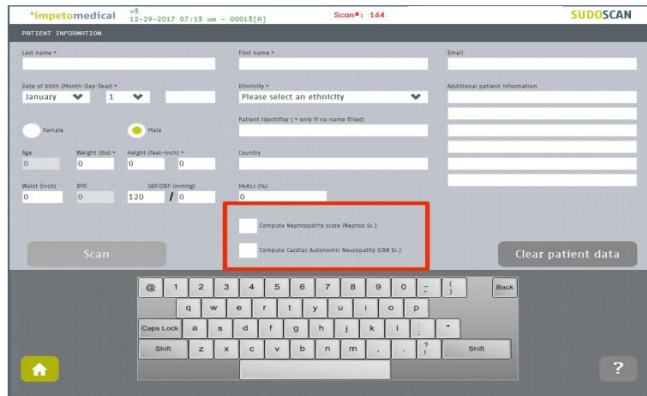 impetomedical
v3
12-29-2017 07:13 am - 00013[A]
Scan#: 164
SUDOSCAN
PATIENT INFORMATION
Last name *
First name *
Email
Date of birth (Month-Day-Year) *
Ethnicity *
Additional patient information
January 1
Please select an ethnicity
Patient identifier ( * only if no name filled)
Female
Male
Age
Weight (lbs) *
Height (feet-inch) *
Country
0 0 0 0
Waist (inch)
BMI
SBP/DBP (mmHg)
HbA1c (%)
0 0 120 / 0 0
Compute Nephropathy score (Nephro Sc.)
Compute Cardiac Autonomic Neuropathy (CAN Sc.)
Scan
Clear patient data
@ 1 2 3 4 5 6 7 8 9 0 - _ ( ) Back
q w e r t y u i o p
Caps Lock a s d f g h j k l ; : "
Shift z x c v b n m , . ? ! Shift
?